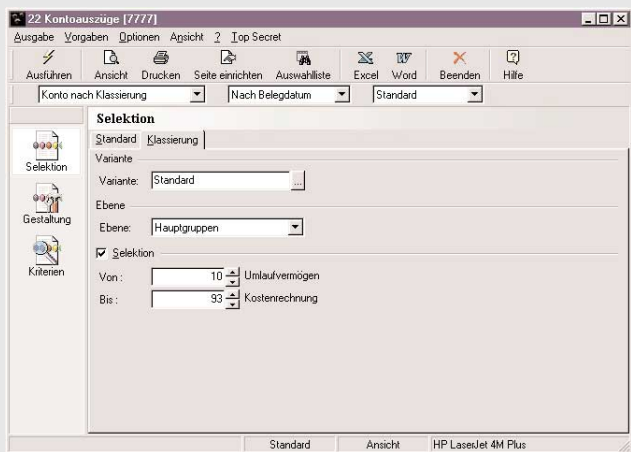 22 Kontoauszüge [7777]
Ausgabe Vorgaben Optionen Ansicht ? Top Secret
Ausführen Ansicht Drucken Seite einrichten Auswahlliste Excel Word Beenden Hilfe
Konto nach Klassierung Nach Belegdatum Standard
Selektion
Standard Klassierung
Variante
Variante: Standard ...
Ebene
Ebene: Hauptgruppen
Selektion
Von : 10 Umlaufvermögen
Bis : 93 Kostenrechnung
Selektion
Gestaltung
Kriterien
Standard Ansicht HP LaserJet 4M Plus